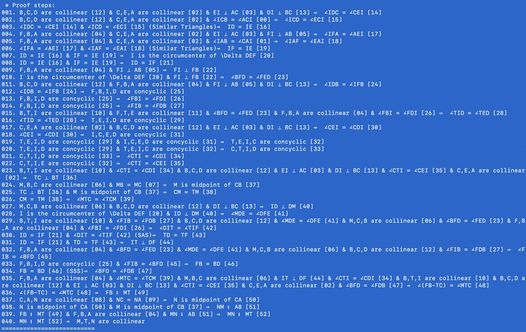 * Proof steps:
001. B,C,D are collinear [12] & C,E,A are collinear [02] & EI ⊥ AC [03] & DI ⊥ BC [13] ⇒ ∠IDC = ∠CEI [14]
002. B,C,D are collinear [12] & C,E,A are collinear [02] & ∠ICB = ∠ACI [00] ⇒ ∠ICD = ∠ECI [15]
003. ∠IDC = ∠CEI [14] & ∠ICD = ∠ECI [15] (Similar Triangles)⇒ ID = IE [16]
004. F,B,A are collinear [04] & C,E,A are collinear [02] & EI ⊥ AC [03] & FI ⊥ AB [05] ⇒ ∠IFA = ∠AEI [17]
005. F,B,A are collinear [04] & C,E,A are collinear [02] & ∠IAB = ∠CAI [01] ⇒ ∠IAF = ∠EAI [18]
006. ∠IFA = ∠AEI [17] & ∠IAF = ∠EAI [18] (Similar Triangles)⇒ IF = IE [19]
007. ID = IE [16] & IF = IE [19] ⇒ I is the circumcenter of \Delta DEF [20]
008. ID = IE [16] & IF = IE [19] ⇒ ID = IF [21]
009. F,B,A are collinear [04] & FI ⊥ AB [05] ⇒ FI ⊥ FB [22]
010. I is the circumcenter of \Delta DEF [20] & FI ⊥ FB [22] ⇒ ∠BFD = ∠FED [23]
011. B,C,D are collinear [12] & F,B,A are collinear [04] & FI ⊥ AB [05] & DI ⊥ BC [13] ⇒ ∠IDB = ∠IFB [24]
012. ∠IDB = ∠IFB [24] ⇒ F,B,I,D are concyclic [25]
013. F,B,I,D are concyclic [25] ⇒ ∠FBI = ∠FDI [26]
014. F,B,I,D are concyclic [25] ⇒ ∠FIB = ∠FDB [27]
015. B,T,I are collinear [10] & F,T,E are collinear [11] & ∠BFD = ∠FED [23] & F,B,A are collinear [04] & ∠FBI = ∠FDI [26] ⇒ ∠TID = ∠TED [28]
016. ∠TID = ∠TED [28] ⇒ T,E,I,D are concyclic [29]
017. C,E,A are collinear [02] & B,C,D are collinear [12] & EI ⊥ AC [03] & DI ⊥ BC [13] ⇒ ∠CEI = ∠CDI [30]
018. ∠CEI = ∠CDI [30] ⇒ I,C,E,D are concyclic [31]
019. T,E,I,D are concyclic [29] & I,C,E,D are concyclic [31] ⇒ T,E,I,C are concyclic [32]
020. T,E,I,D are concyclic [29] & T,E,I,C are concyclic [32] ⇒ C,T,I,D are concyclic [33]
021. C,T,I,D are concyclic [33] ⇒ ∠CTI = ∠CDI [34]
022. C,T,I,E are concyclic [32] ⇒ ∠CTI = ∠CEI [35]
023. B,T,I are collinear [10] & ∠CTI = ∠CDI [34] & B,C,D are collinear [12] & EI ⊥ AC [03] & DI ⊥ BC [13] & ∠CTI = ∠CEI [35] & C,E,A are collinear [02] ⇒ TC ⊥ BT [36]
024. M,B,C are collinear [06] & MB = MC [07] ⇒ M is midpoint of CB [37]
025. TC ⊥ BT [36] & M is midpoint of CB [37] ⇒ CM = TM [38]
026. CM = TM [38] ⇒ ∠MTC = ∠TCM [39]
027. M,B,C are collinear [06] & B,C,D are collinear [12] & DI ⊥ BC [13] ⇒ ID ⊥ DM [40]
028. I is the circumcenter of \Delta DEF [20] & ID ⊥ DM [40] ⇒ ∠MDE = ∠DFE [41]
029. B,T,I are collinear [10] & ∠FIB = ∠FDB [27] & B,C,D are collinear [12] & ∠MDE = ∠DFE [41] & M,C,B are collinear [06] & ∠BFD = ∠FED [23] & F,B,A are collinear [04] & ∠FBI = ∠FDI [26] ⇒ ∠DIT = ∠TIF [42]
030. ID = IF [21] & ∠DIT = ∠TIF [42] (SAS)⇒ TD = TF [43]
031. ID = IF [21] & TD = TF [43] ⇒ IT ⊥ DF [44]
032. F,B,A are collinear [04] & ∠BFD = ∠FED [23] & ∠MDE = ∠DFE [41] & M,C,B are collinear [06] & B,C,D are collinear [12] & ∠FIB = ∠FDB [27] ⇒ ∠FIB = ∠BFD [45]
033. F,B,I,D are concyclic [25] & ∠FIB = ∠BFD [45] ⇒ FB = BD [46]
034. FB = BD [46] (SSS)⇒ ∠BFD = ∠FDB [47]
035. F,B,A are collinear [04] & ∠MTC = ∠TCM [39] & M,B,C are collinear [06] & IT ⊥ DF [44] & ∠CTI = ∠CDI [34] & B,T,I are collinear [10] & B,C,D are collinear [12] & EI ⊥ AC [03] & DI ⊥ BC [13] & ∠CTI = ∠CEI [35] & C,E,A are collinear [02] & ∠BFD = ∠FDB [47] ⇒ ∠(FB-TC) = ∠MTC [48]
036. ∠(FB-TC) = ∠MTC [48] ⇒ FB ∥ MT [49]
037. C,A,N are collinear [08] & NC = NA [09] ⇒ N is midpoint of CA [50]
038. N is midpoint of CA [50] & M is midpoint of CB [37] ⇒ NM ∥ AB [51]
039. FB ∥ MT [49] & F,B,A are collinear [04] & MN ∥ AB [51] ⇒ MN ∥ MT [52]
040. MN ∥ MT [52] ⇒ M,T,N are collinear
==========================